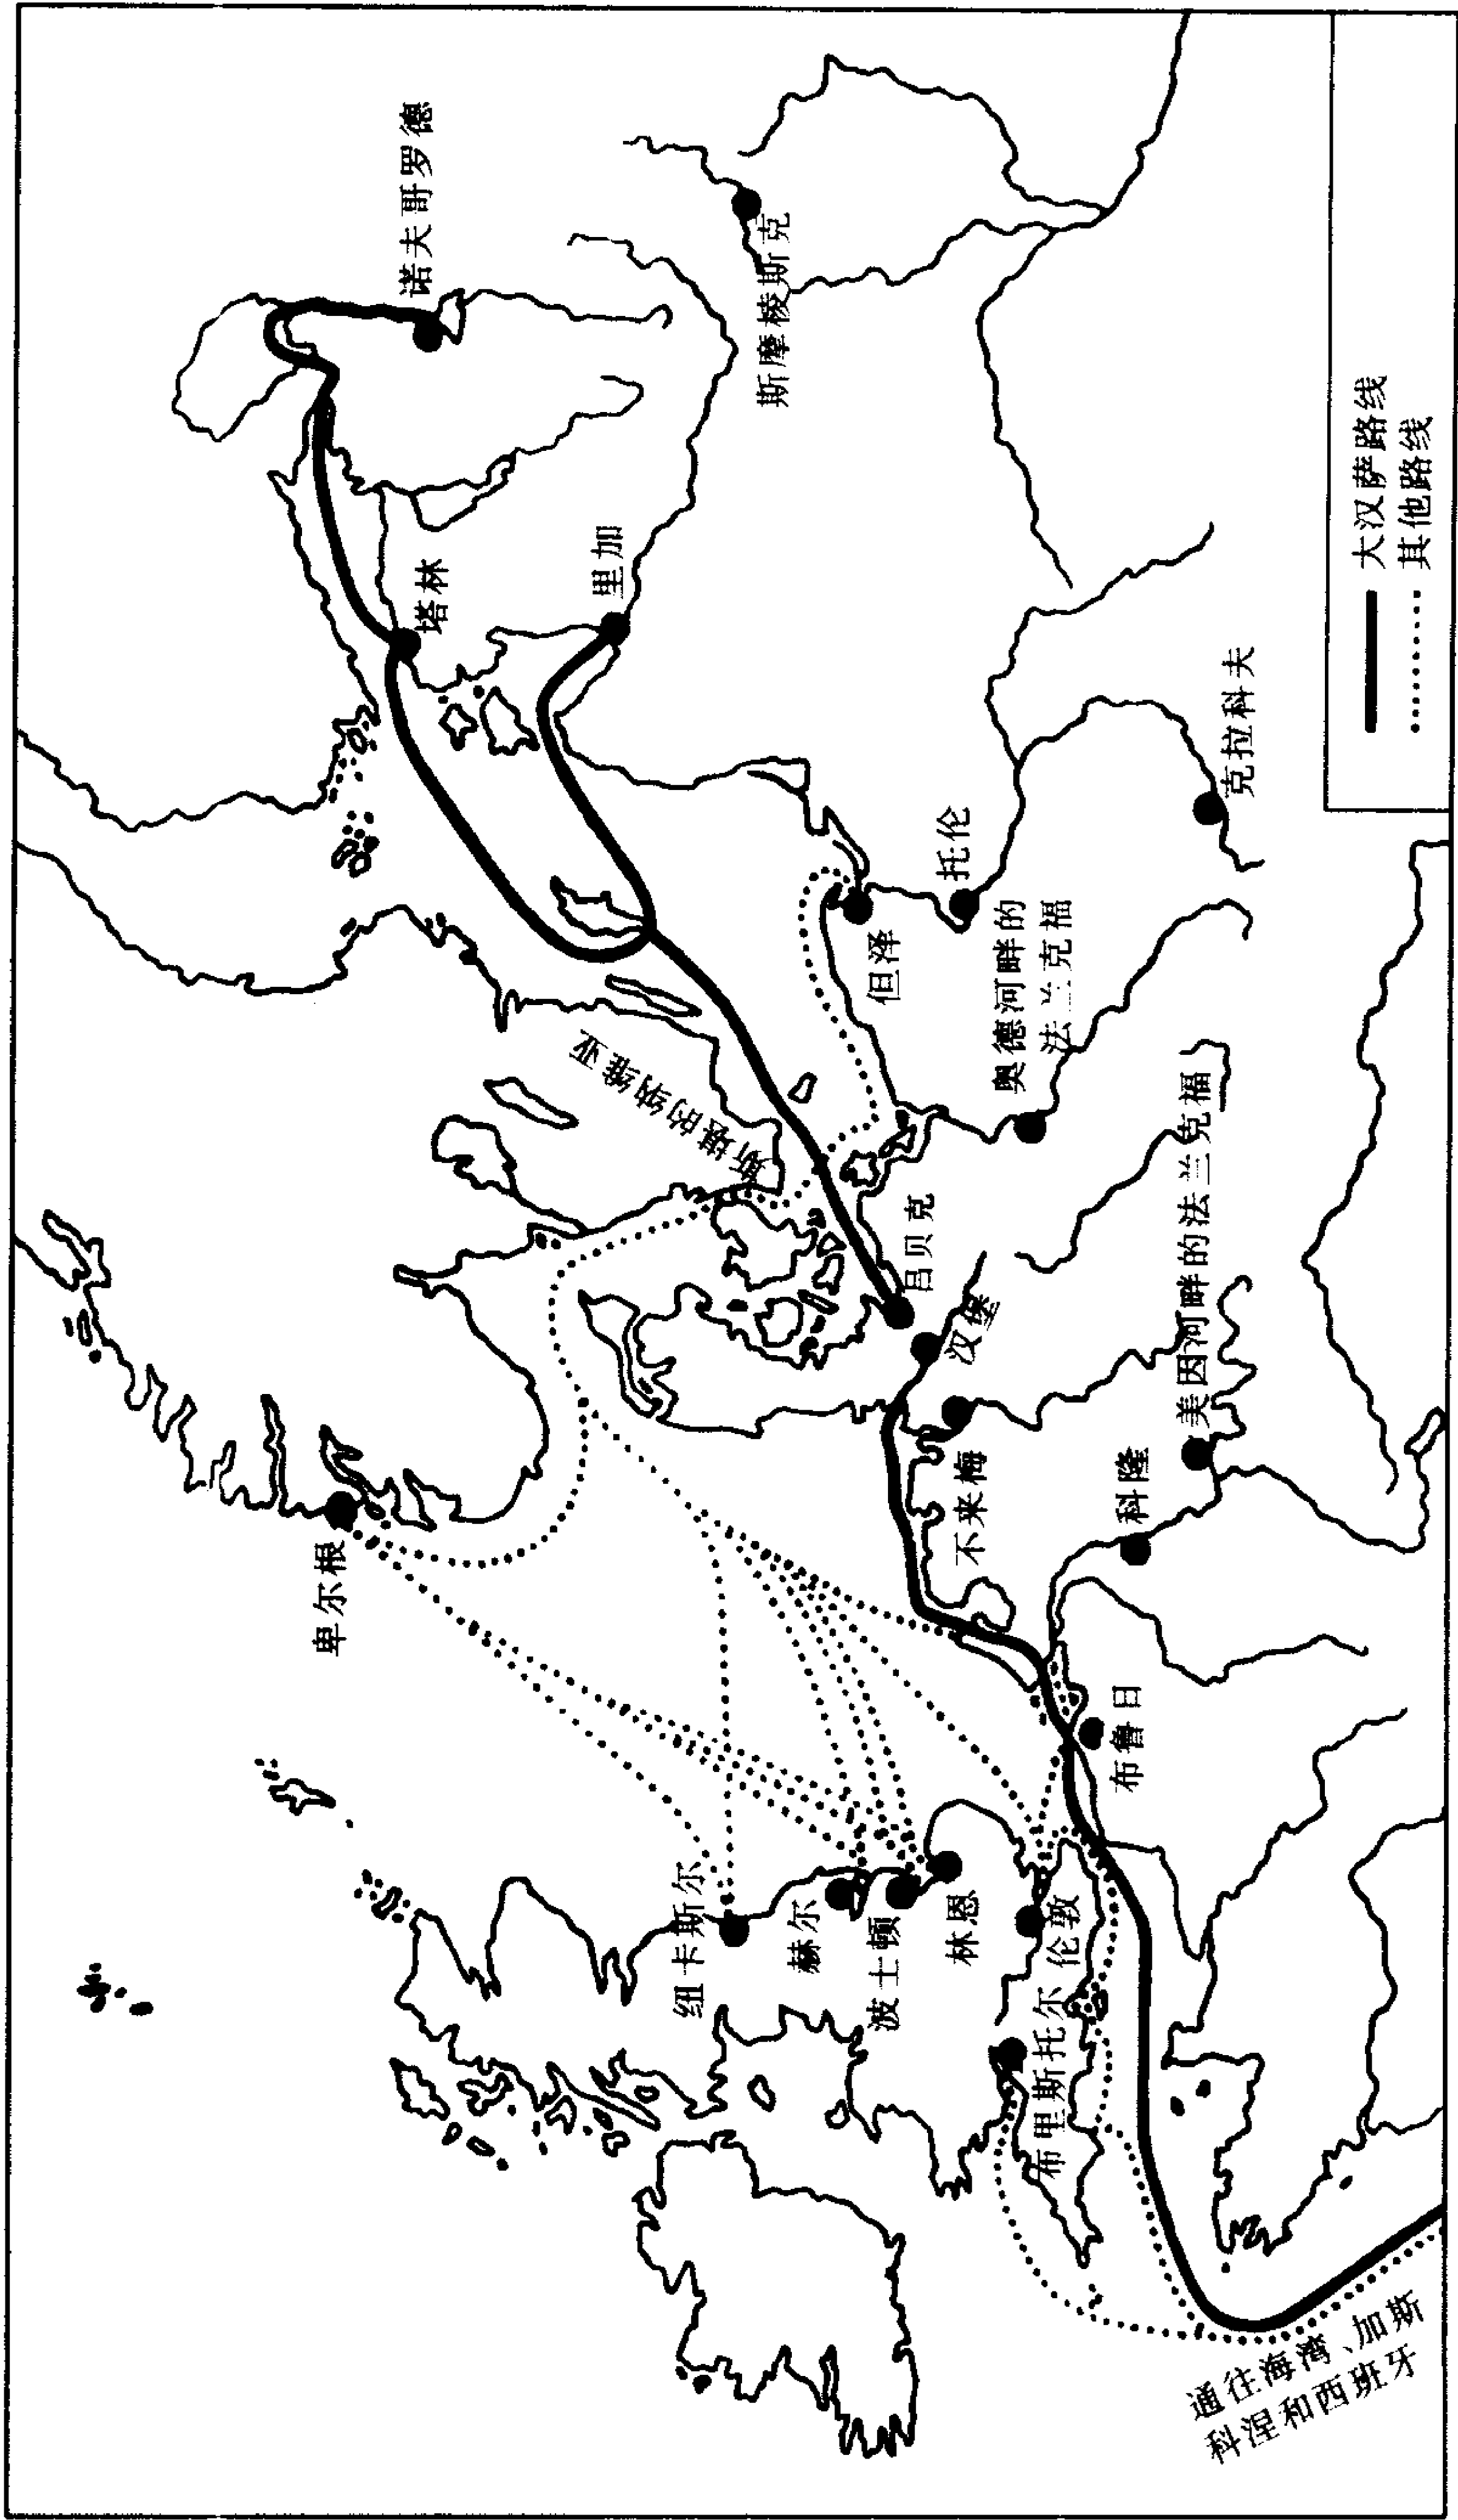 诺夫哥罗德
塔林
里加
斯摩棱斯克
斯堪的纳维亚
卑尔根
但泽
托伦
克拉科夫
奥德河畔的
法兰克福
吕贝克
汉堡
不来梅
美因河畔的法兰克福
科隆
布鲁日
纽卡斯尔
赫尔
波士顿
林恩
伦敦
布里斯托尔
通往海湾、加斯
科涅和西班牙
大汉萨路线
其他路线